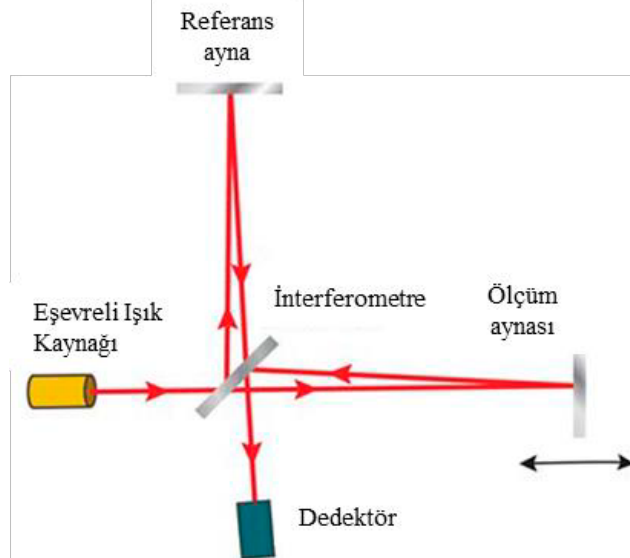 Referans
ayna
İnterferometre
Ölçüm
aynası
Eşevreli Işık
Kaynağı
Dedektör